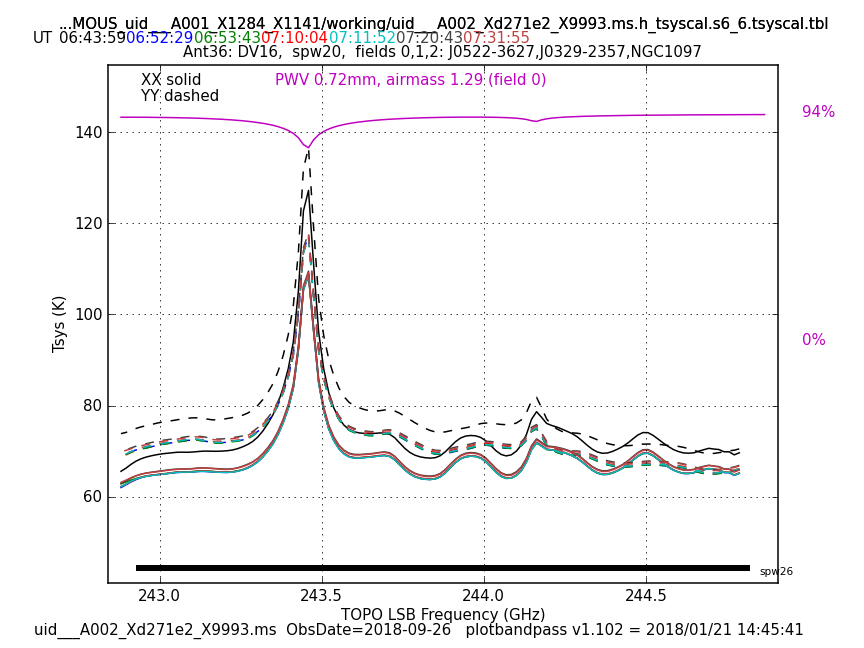 ...MOUS_uid___A001_X1284_X1141/working/uid___A002_Xd271e2_X9993.ms.h_tsyscal.s6_6.tsyscal.tbl
UT 06:43:59 06:52:29 06:53:43 07:10:04 07:11:52 07:20:43 07:31:55
Ant36: DV16, spw20, fields 0,1,2: J0522-3627,J0329-2357,NGC1097
XX solid
PWV 0.72mm, airmass 1.29 (field 0)
YY dashed
94%
140
120
100
0%
80
60
Tsys (K)
spw26
243.0 243.5 244.0 244.5
TOPO LSB Frequency (GHz)
uid___A002_Xd271e2_X9993.ms ObsDate=2018-09-26 plotbandpass v1.102 = 2018/01/21 14:45:41